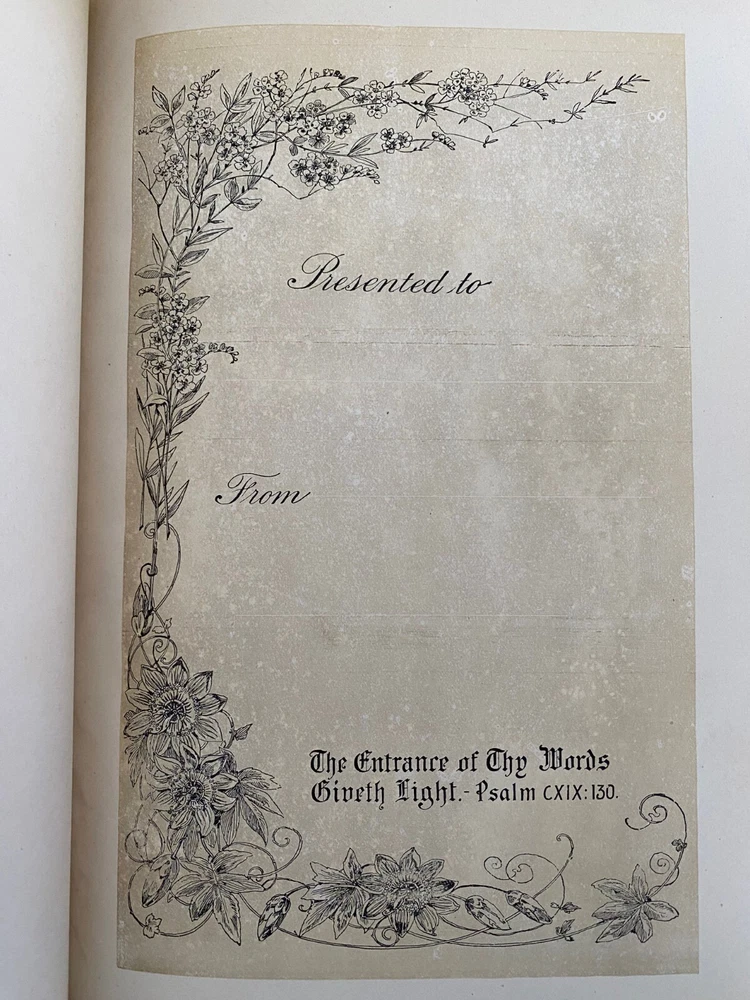 Presented to
From
The Entrance of Thy Words
Giveth Light.- Psalm CXIX:130.